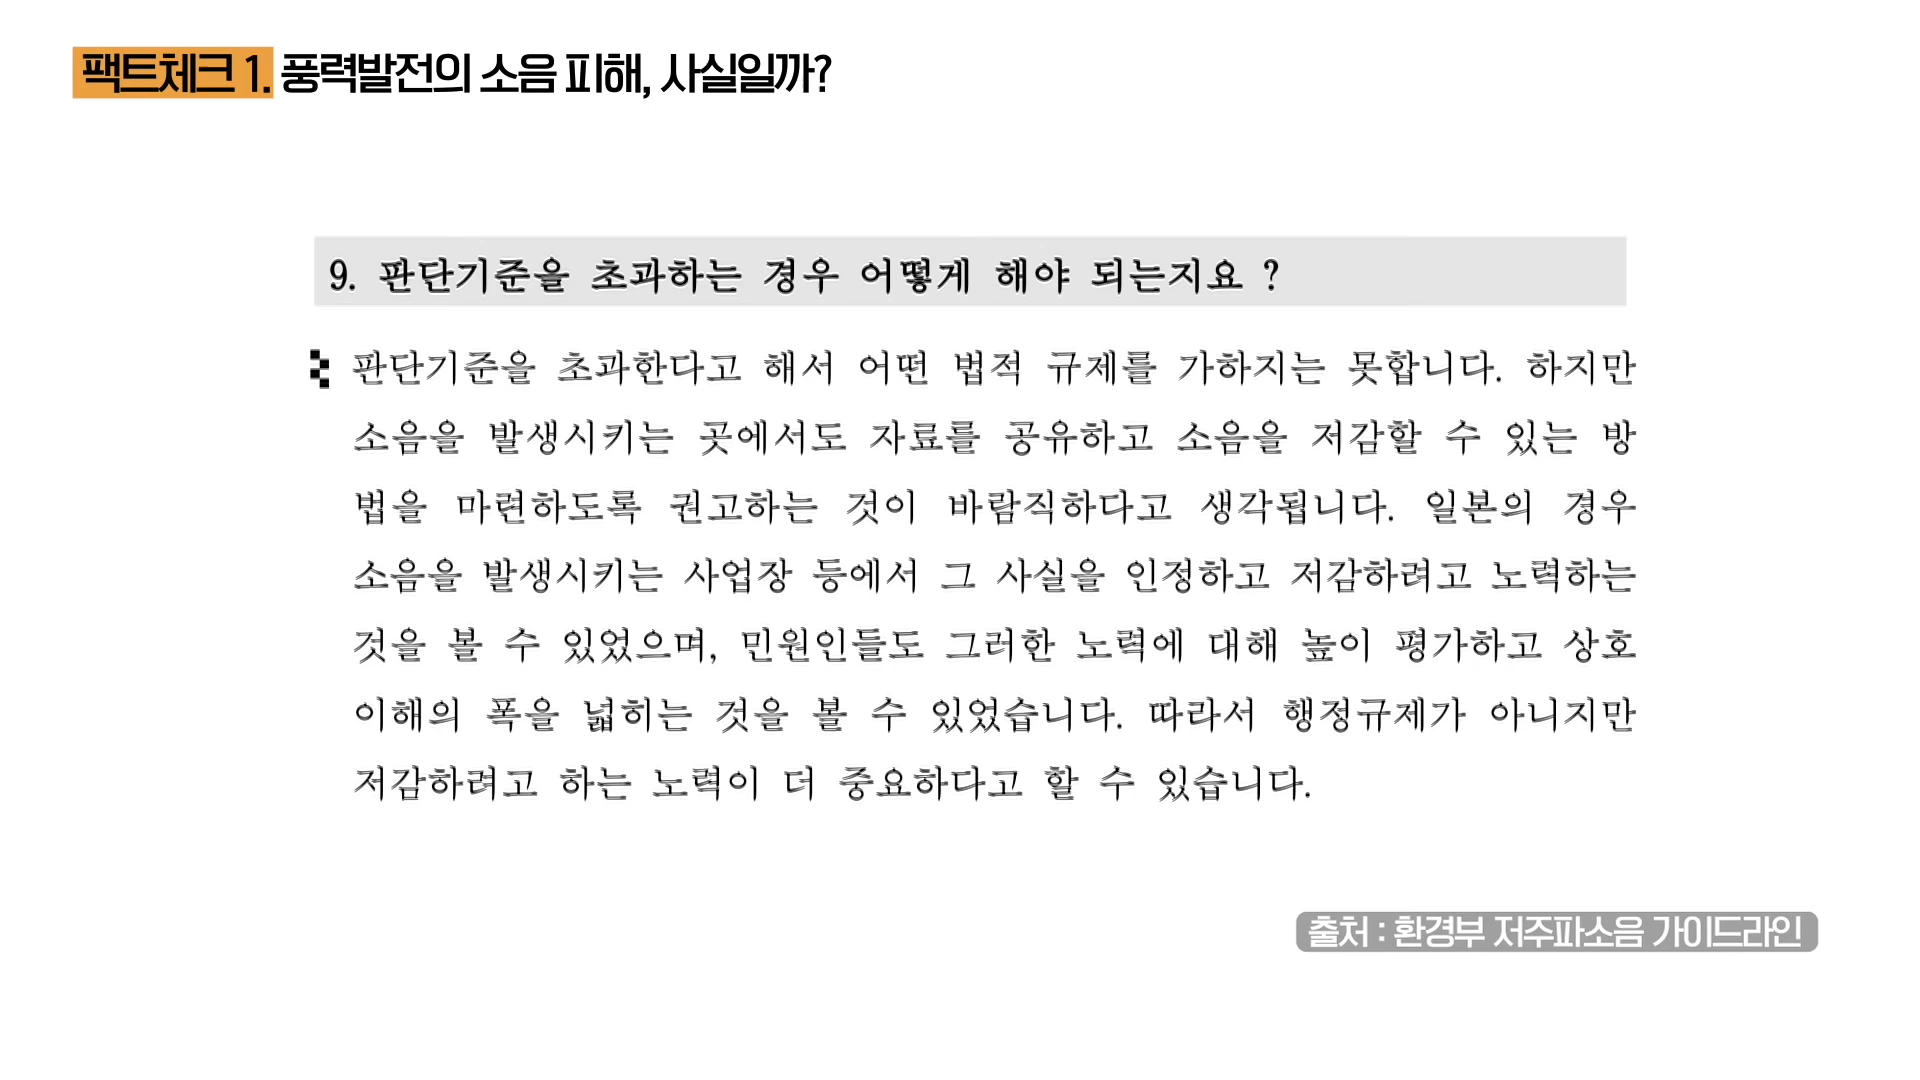 팩트체크 1. 풍력발전의 소음 피해, 사실일까?
9. 판단기준을 초과하는 경우 어떻게 해야 되는지요 ?
판단기준을 초과한다고 해서 어떤 법적 규제를 가하지는 못합니다. 하지만
소음을 발생시키는 곳에서도 자료를 공유하고 소음을 저감할 수 있는 방
법을 마련하도록 권고하는 것이 바람직하다고 생각됩니다. 일본의 경우
소음을 발생시키는 사업장 등에서 그 사실을 인정하고 저감하려고 노력하는
것을 볼 수 있었으며, 민원인들도 그러한 노력에 대해 높이 평가하고 상호
이해의 폭을 넓히는 것을 볼 수 있었습니다. 따라서 행정규제가 아니지만
저감하려고 하는 노력이 더 중요하다고 할 수 있습니다.
출처 : 환경부 저주파소음 가이드라인